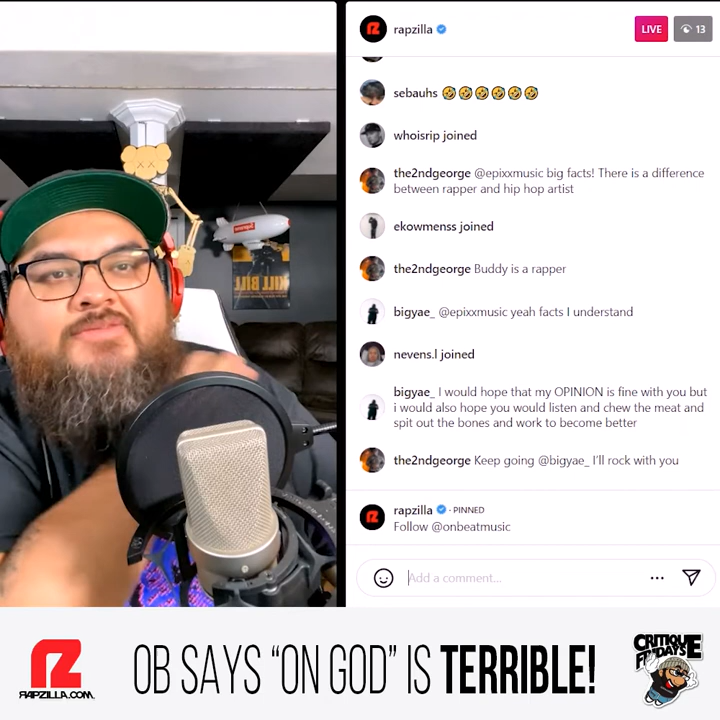 rapzilla
LIVE
13
sebauhs 🤣🤣🤣🤣🤣🤣
whoisrip joined
the2ndgeorge @epixxmusic big facts! There is a difference
between rapper and hip hop artist
ekowmenss joined
the2ndgeorge Buddy is a rapper
bigyae_ @epixxmusic yeah facts I understand
nevens.l joined
bigyae_ I would hope that my OPINION is fine with you but
i would also hope you would listen and chew the meat and
spit out the bones and work to become better
the2ndgeorge Keep going @bigyae_ I'll rock with you
rapzilla • PINNED
Follow @onbeatmusic
Add a comment...
Supreme
KILL BILL
RAPZILLA.COM
OB SAYS “ON GOD” IS TERRIBLE!
CRITIQUE
FRIDAYS